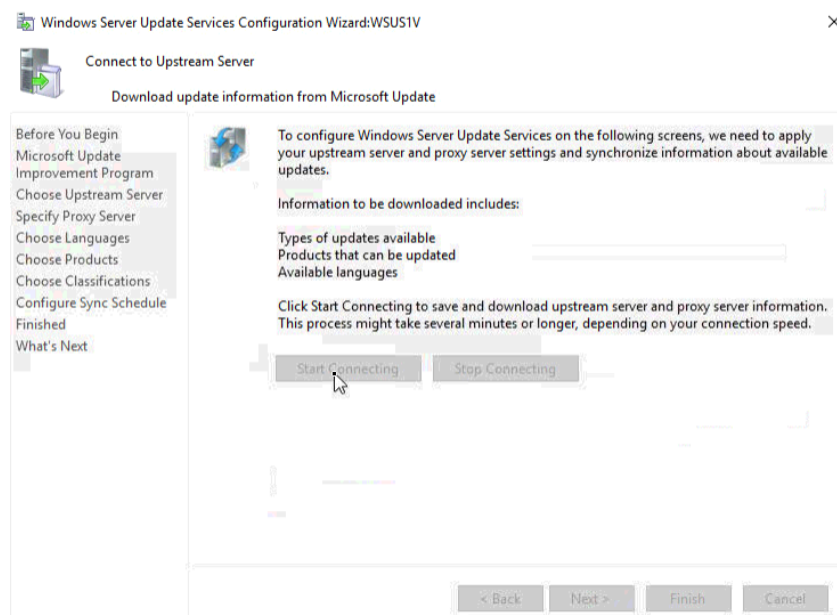 Windows Server Update Services Configuration Wizard:WSUS1V
Connect to Upstream Server
Download update information from Microsoft Update
Before You Begin
Microsoft Update
Improvement Program
Choose Upstream Server
Specify Proxy Server
Choose Languages
Choose Products
Choose Classifications
Configure Sync Schedule
Finished
What's Next
To configure Windows Server Update Services on the following screens, we need to apply
your upstream server and proxy server settings and synchronize information about available
updates.
Information to be downloaded includes:
Types of updates available
Products that can be updated
Available languages
Click Start Connecting to save and download upstream server and proxy server information.
This process might take several minutes or longer, depending on your connection speed.
Start Connecting Stop Connecting
< Back Next > Finish Cancel